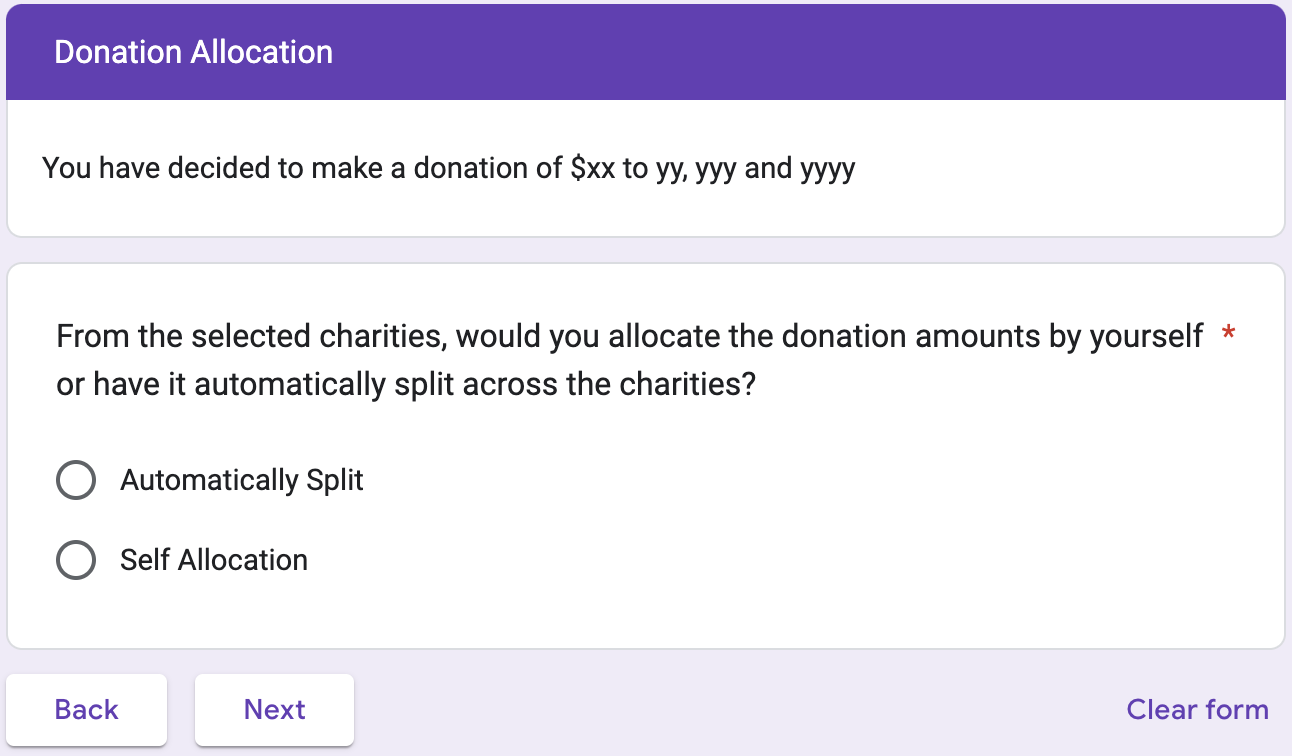 Donation Allocation
You have decided to make a donation of $xx to yy, yyy and yyyy
From the selected charities, would you allocate the donation amounts by yourself *
or have it automatically split across the charities?
Automatically Split
Self Allocation
Back
Next
Clear form